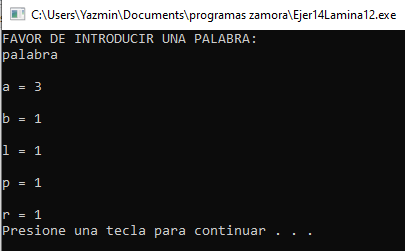 C:\Users\Yazmin\Documents\programas zamora\Ejer14Lamina12.exe
FAVOR DE INTRODUCIR UNA PALABRA:
palabra
a = 3
b = 1
l = 1
p = 1
r = 1
Presione una tecla para continuar . . .